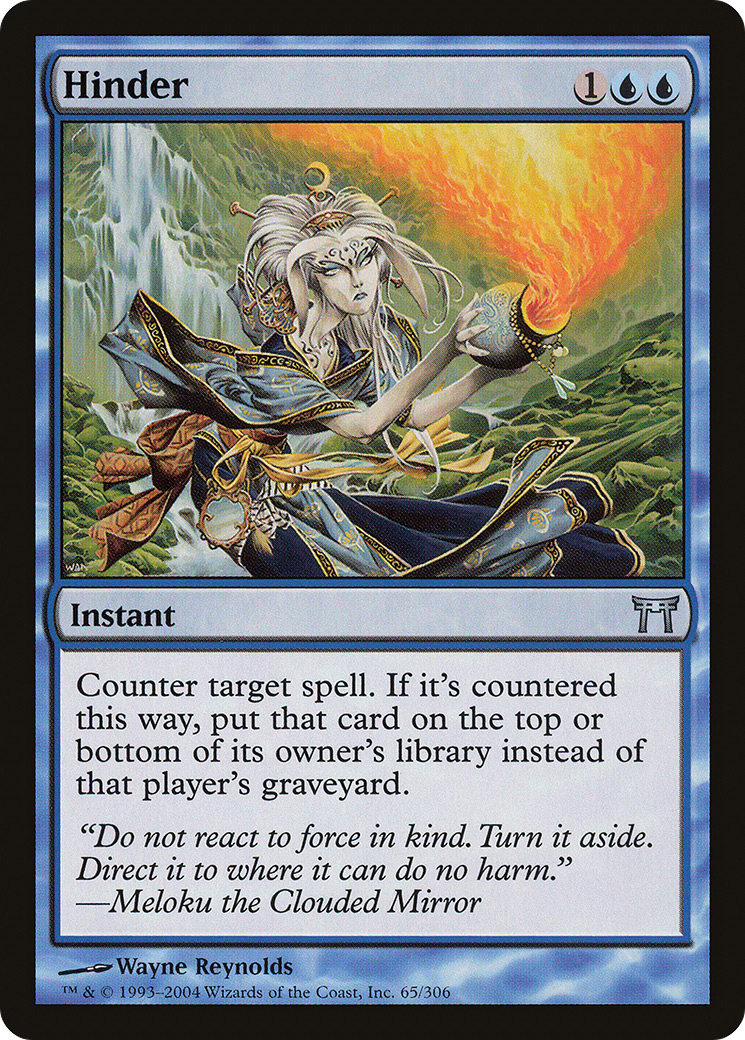 Hinder
1
WAR
Instant
Counter target spell. If it's countered
this way, put that card on the top or
bottom of its owner's library instead of
that player's graveyard.
“Do not react to force in kind. Turn it aside.
Direct it to where it can do no harm.”
—Meloku the Clouded Mirror
Wayne Reynolds
™ & © 1993–2004 Wizards of the Coast, Inc. 65/306